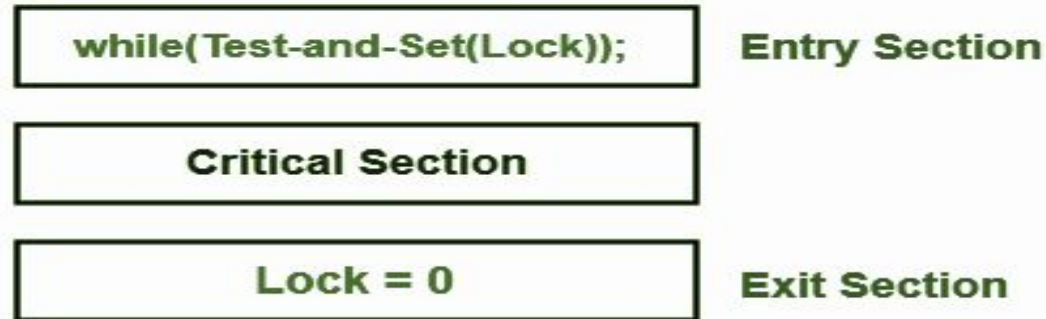 while(Test-and-Set(Lock)); Entry Section
Critical Section
Lock = 0 Exit Section